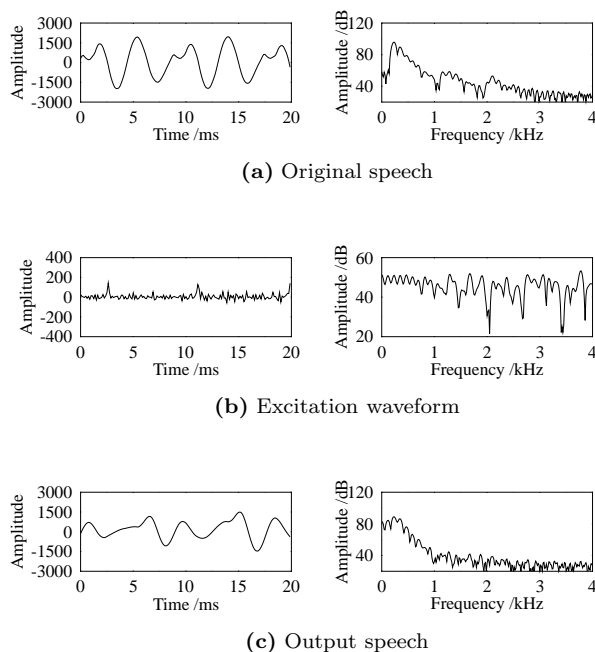 Amplitude
3000
1500
0
-1500
-3000
0 5 10 15 20
Time /ms
Amplitude /dB
120
80
40
0 1 2 3 4
Frequency /kHz
(a) Original speech
Amplitude
400
200
0
-200
-400
0 5 10 15 20
Time /ms
Amplitude /dB
60
40
20
0 1 2 3 4
Frequency /kHz
(b) Excitation waveform
Amplitude
3000
1500
0
-1500
-3000
0 5 10 15 20
Time /ms
Amplitude /dB
120
80
40
0 1 2 3 4
Frequency /kHz
(c) Output speech